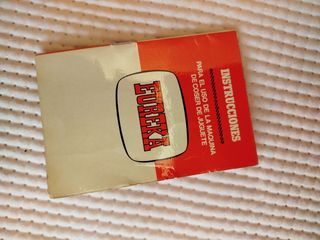 INSTRUCCIONES
PARA EL USO DE LA MAQUINA
DE COSER DE JUGUETE
EUREKA